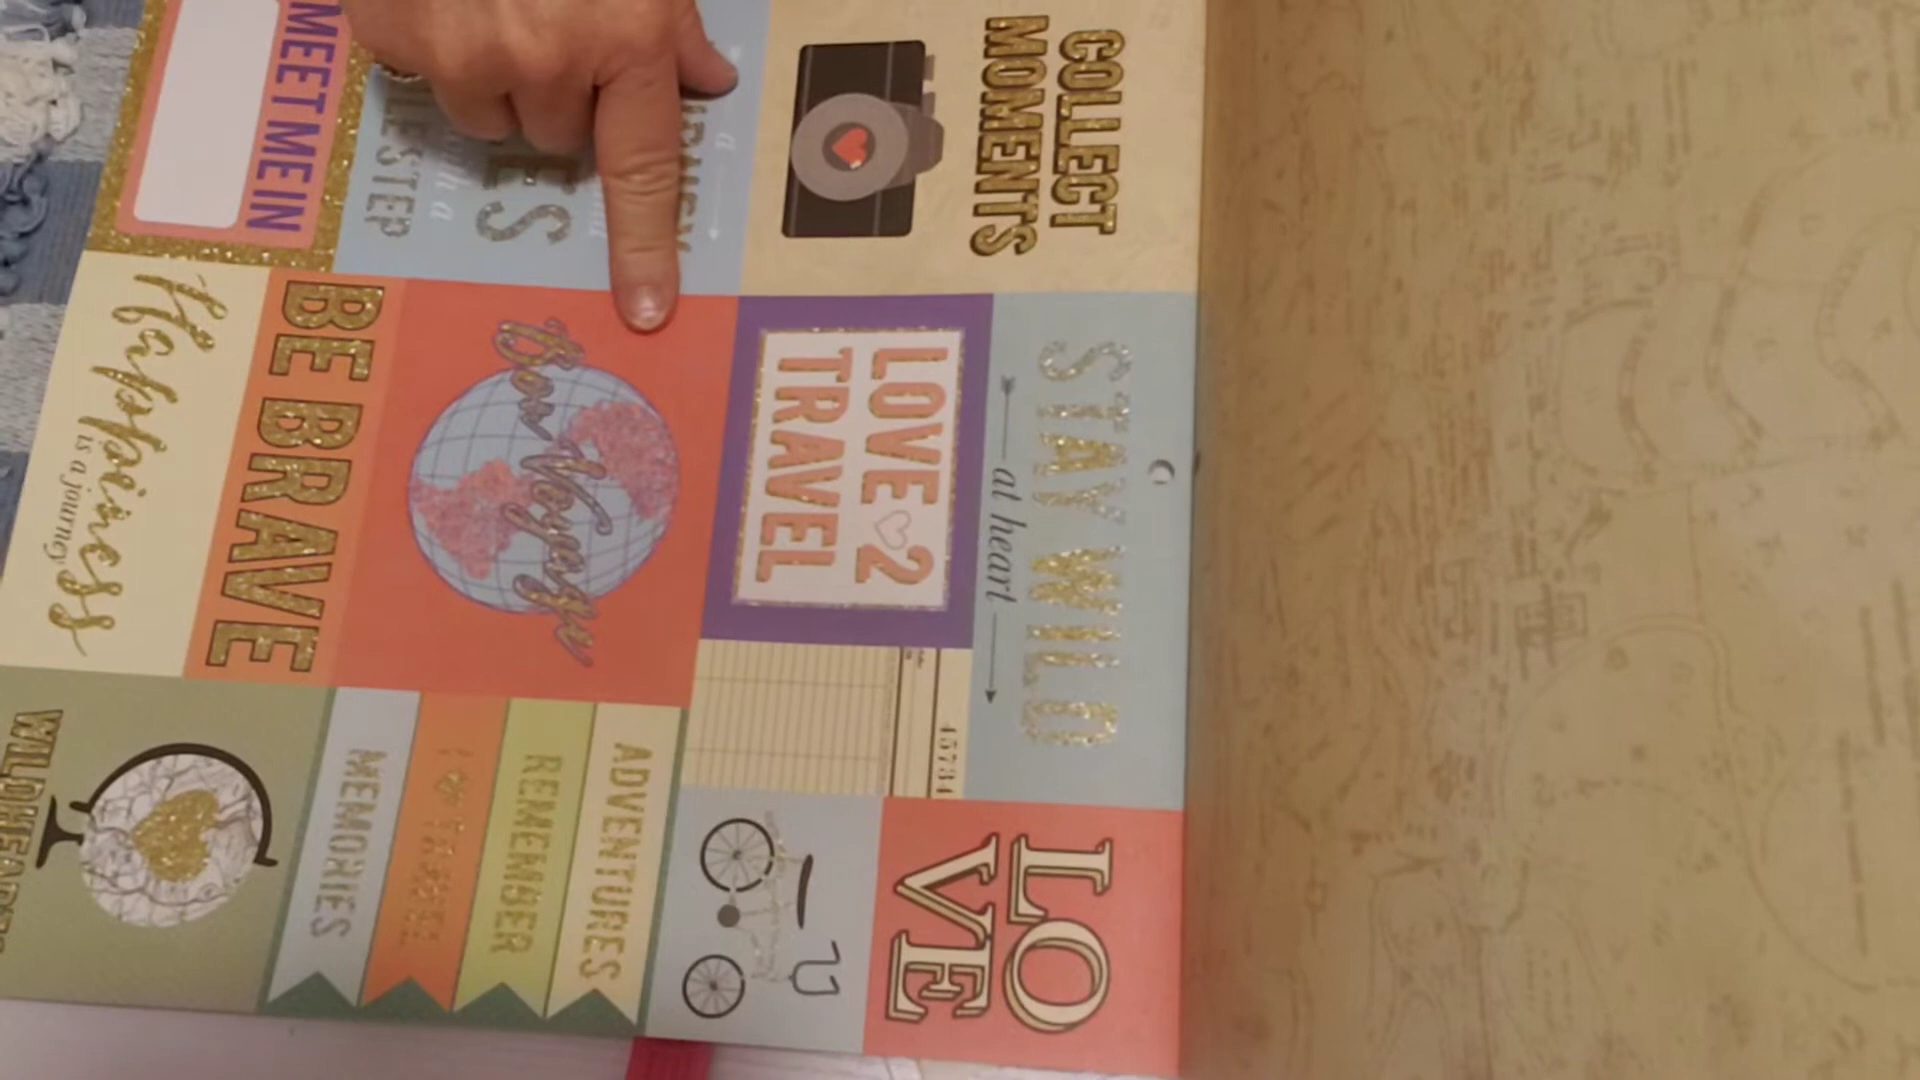 COLLECT
MOMENTS
STAY WILD
at heart
LO
VE
LOVE 2
TRAVEL
a
STEP
Bon Voyage
ADVENTURES
REMEMBER
MEMORIES
MEET ME IN
BE BRAVE
Happiness
is a journey